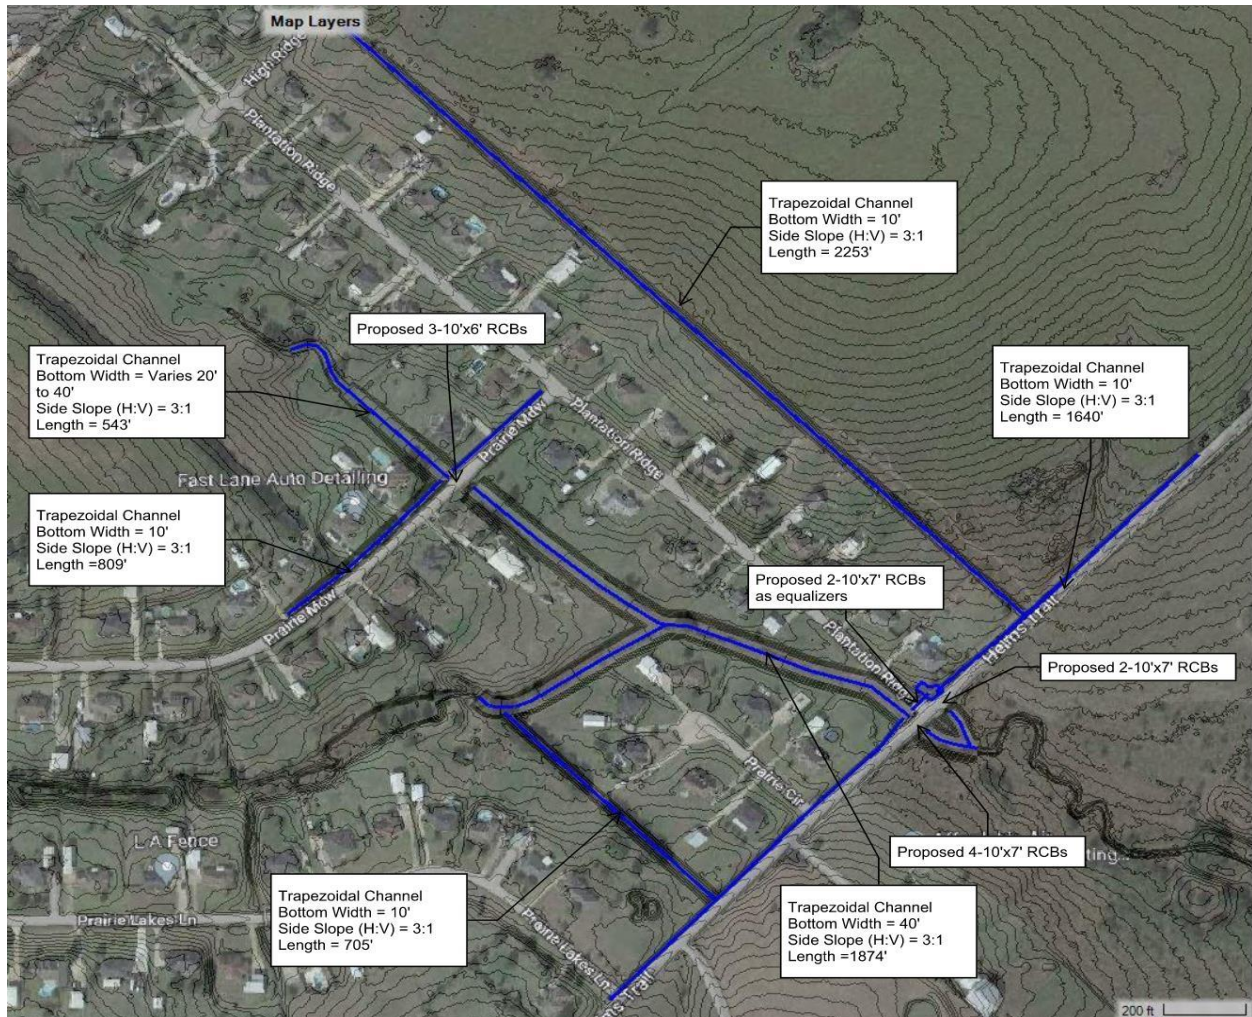 Map Layers
High Ridge
Plantation Ridge
Trapezoidal Channel
Bottom Width = 10'
Side Slope (H:V) = 3:1
Length = 2253'
Proposed 3-10'x6' RCBs
Trapezoidal Channel
Bottom Width = Varies 20'
to 40'
Side Slope (H:V) = 3:1
Length = 543'
Trapezoidal Channel
Bottom Width = 10'
Side Slope (H:V) = 3:1
Length = 1640'
Prairie Mdw
Plantation Ridge
Fast Lane Auto Detailing...
Trapezoidal Channel
Bottom Width = 10'
Side Slope (H:V) = 3:1
Length =809'
Proposed 2-10'x7' RCBs
as equalizers
Prairie Mdw
Plantation Ridge
Helms Trail
Proposed 2-10'x7' RCBs
Prairie Cir
L A Fence
Proposed 4-10'x7' RCBs
ting...
Trapezoidal Channel
Bottom Width = 10'
Side Slope (H:V) = 3:1
Length = 705'
Trapezoidal Channel
Bottom Width = 40'
Side Slope (H:V) = 3:1
Length =1874'
Prairie Lakes Ln
Prairie Lakes Ln
ms Trail
200 ft